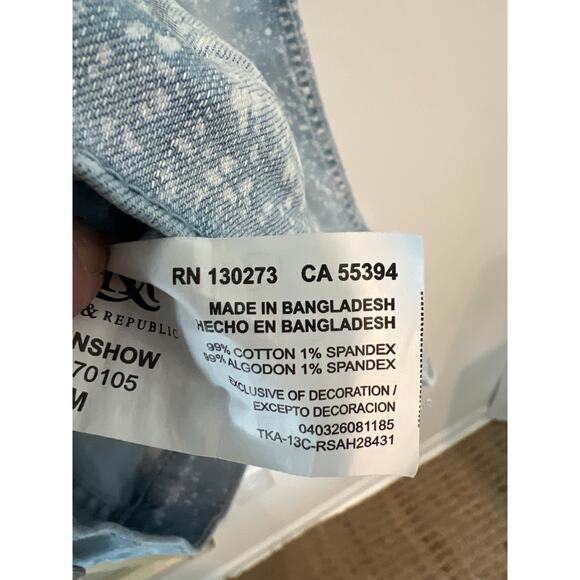 RN 130273 CA 55394
MADE IN BANGLADESH
HECHO EN BANGLADESH
99% COTTON 1% SPANDEX
99% ALGODON 1% SPANDEX
EXCLUSIVE OF DECORATION /
EXCEPTO DECORACION
040326081185
TKA-13C-RSAH28431
& REPUBLIC
NSHOW
70105
M